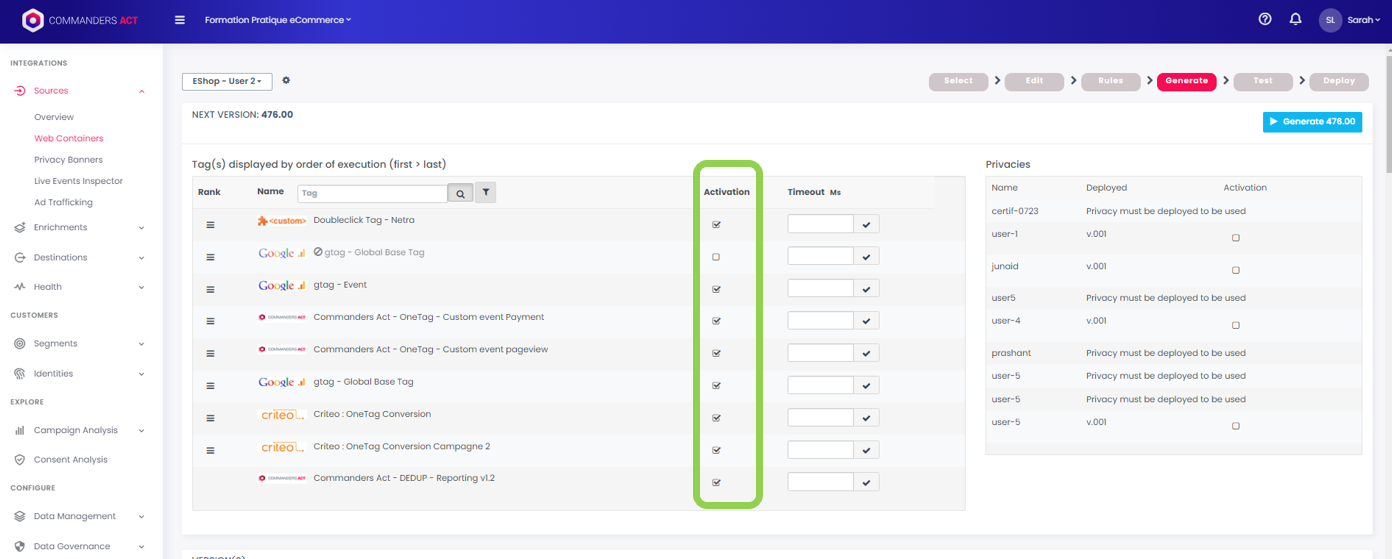 COMMANDERS ACT
Formation Pratique eCommerce
SL
Sarah
INTEGRATIONS
Sources
Overview
Web Containers
Privacy Banners
Live Events Inspector
Ad Trafficking
Enrichments
Destinations
Health
CUSTOMERS
Segments
Identities
EXPLORE
Campaign Analysis
Consent Analysis
CONFIGURE
Data Management
Data Governance
EShop - User 2
Select > Edit > Rules > Generate > Test > Deploy
NEXT VERSION: 476.00
Generate 476.00
Tag(s) displayed by order of execution (first > last)
Rank Name Tag Activation Timeout Ms
<custom> Doubleclick Tag - Netra
Google gtag - Global Base Tag
Google gtag - Event
COMMANDERS ACT Commanders Act - OneTag - Custom event Payment
COMMANDERS ACT Commanders Act - OneTag - Custom event pageview
Google gtag - Global Base Tag
criteo Criteo : OneTag Conversion
criteo Criteo : OneTag Conversion Campagne 2
COMMANDERS ACT Commanders Act - DEDUP - Reporting v1.2
Privacies
Name Deployed Activation
certif-0723 Privacy must be deployed to be used
user-1 v.001
junaid v.001
user5 Privacy must be deployed to be used
user-4 v.001
prashant Privacy must be deployed to be used
user-5 Privacy must be deployed to be used
user-5 Privacy must be deployed to be used
user-5 v.001
VERSION(S)